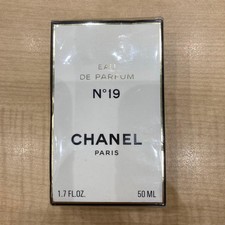 EAU
DE PARFUM
N°19
CHANEL
PARIS
1.7 FL.OZ. 50 ML